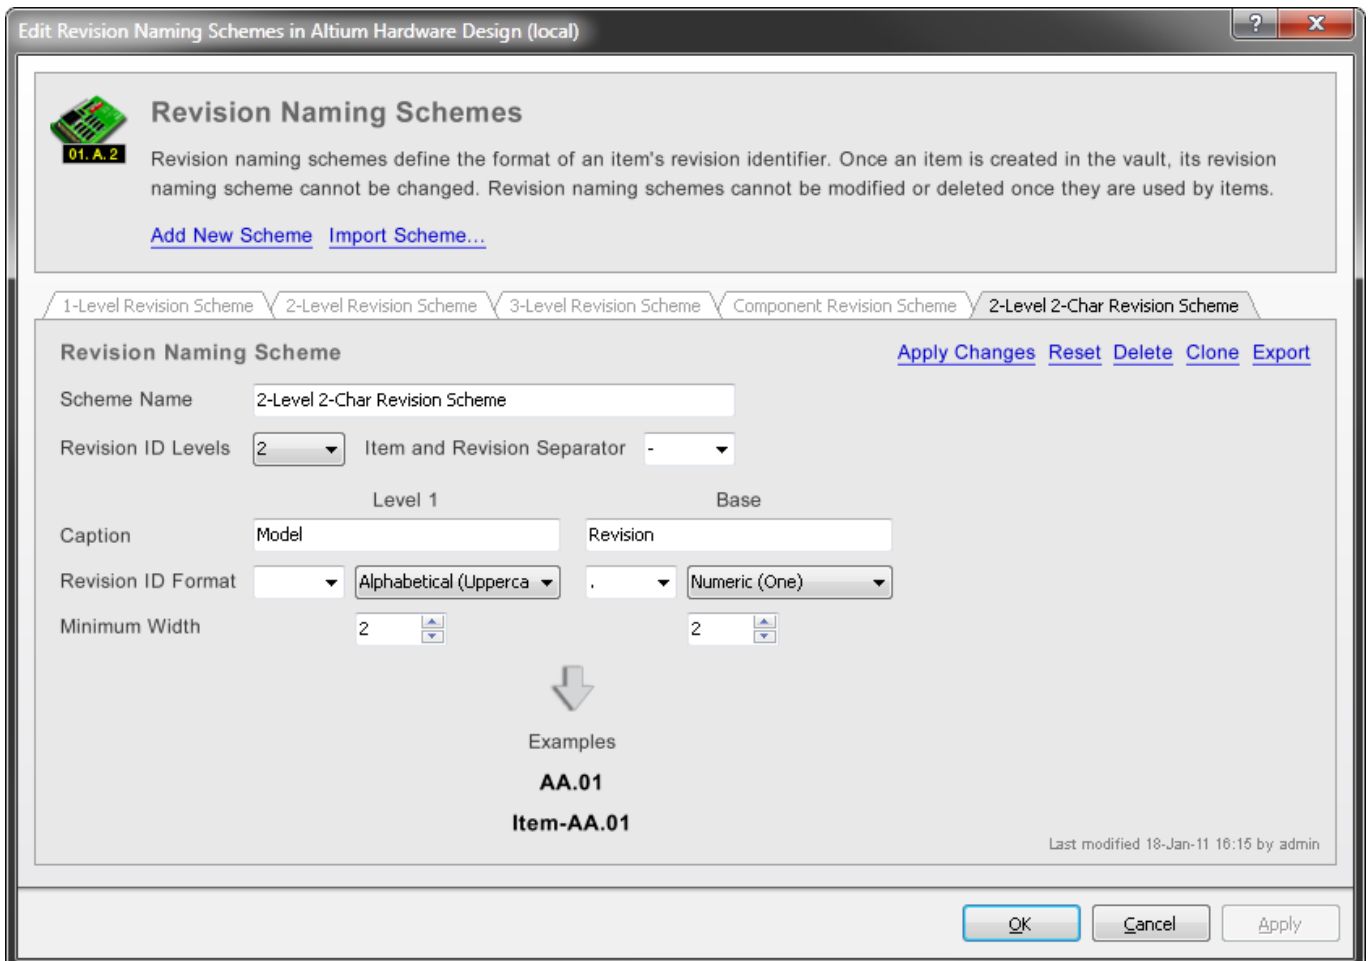 Edit Revision Naming Schemes in Altium Hardware Design (local)
?
X
Revision Naming Schemes
01. A. 2
Revision naming schemes define the format of an item's revision identifier. Once an item is created in the vault, its revision
naming scheme cannot be changed. Revision naming schemes cannot be modified or deleted once they are used by items.
Add New Scheme Import Scheme...
1-Level Revision Scheme 2-Level Revision Scheme 3-Level Revision Scheme Component Revision Scheme 2-Level 2-Char Revision Scheme
Revision Naming Scheme Apply Changes Reset Delete Clone Export
Scheme Name 2-Level 2-Char Revision Scheme
Revision ID Levels 2 Item and Revision Separator -
Level 1 Base
Caption Model Revision
Revision ID Format Alphabetical (Upperca . Numeric (One)
Minimum Width 2 2
Examples
AA.01
Item-AA.01
Last modified 18-Jan-11 16:15 by admin
OK Cancel Apply